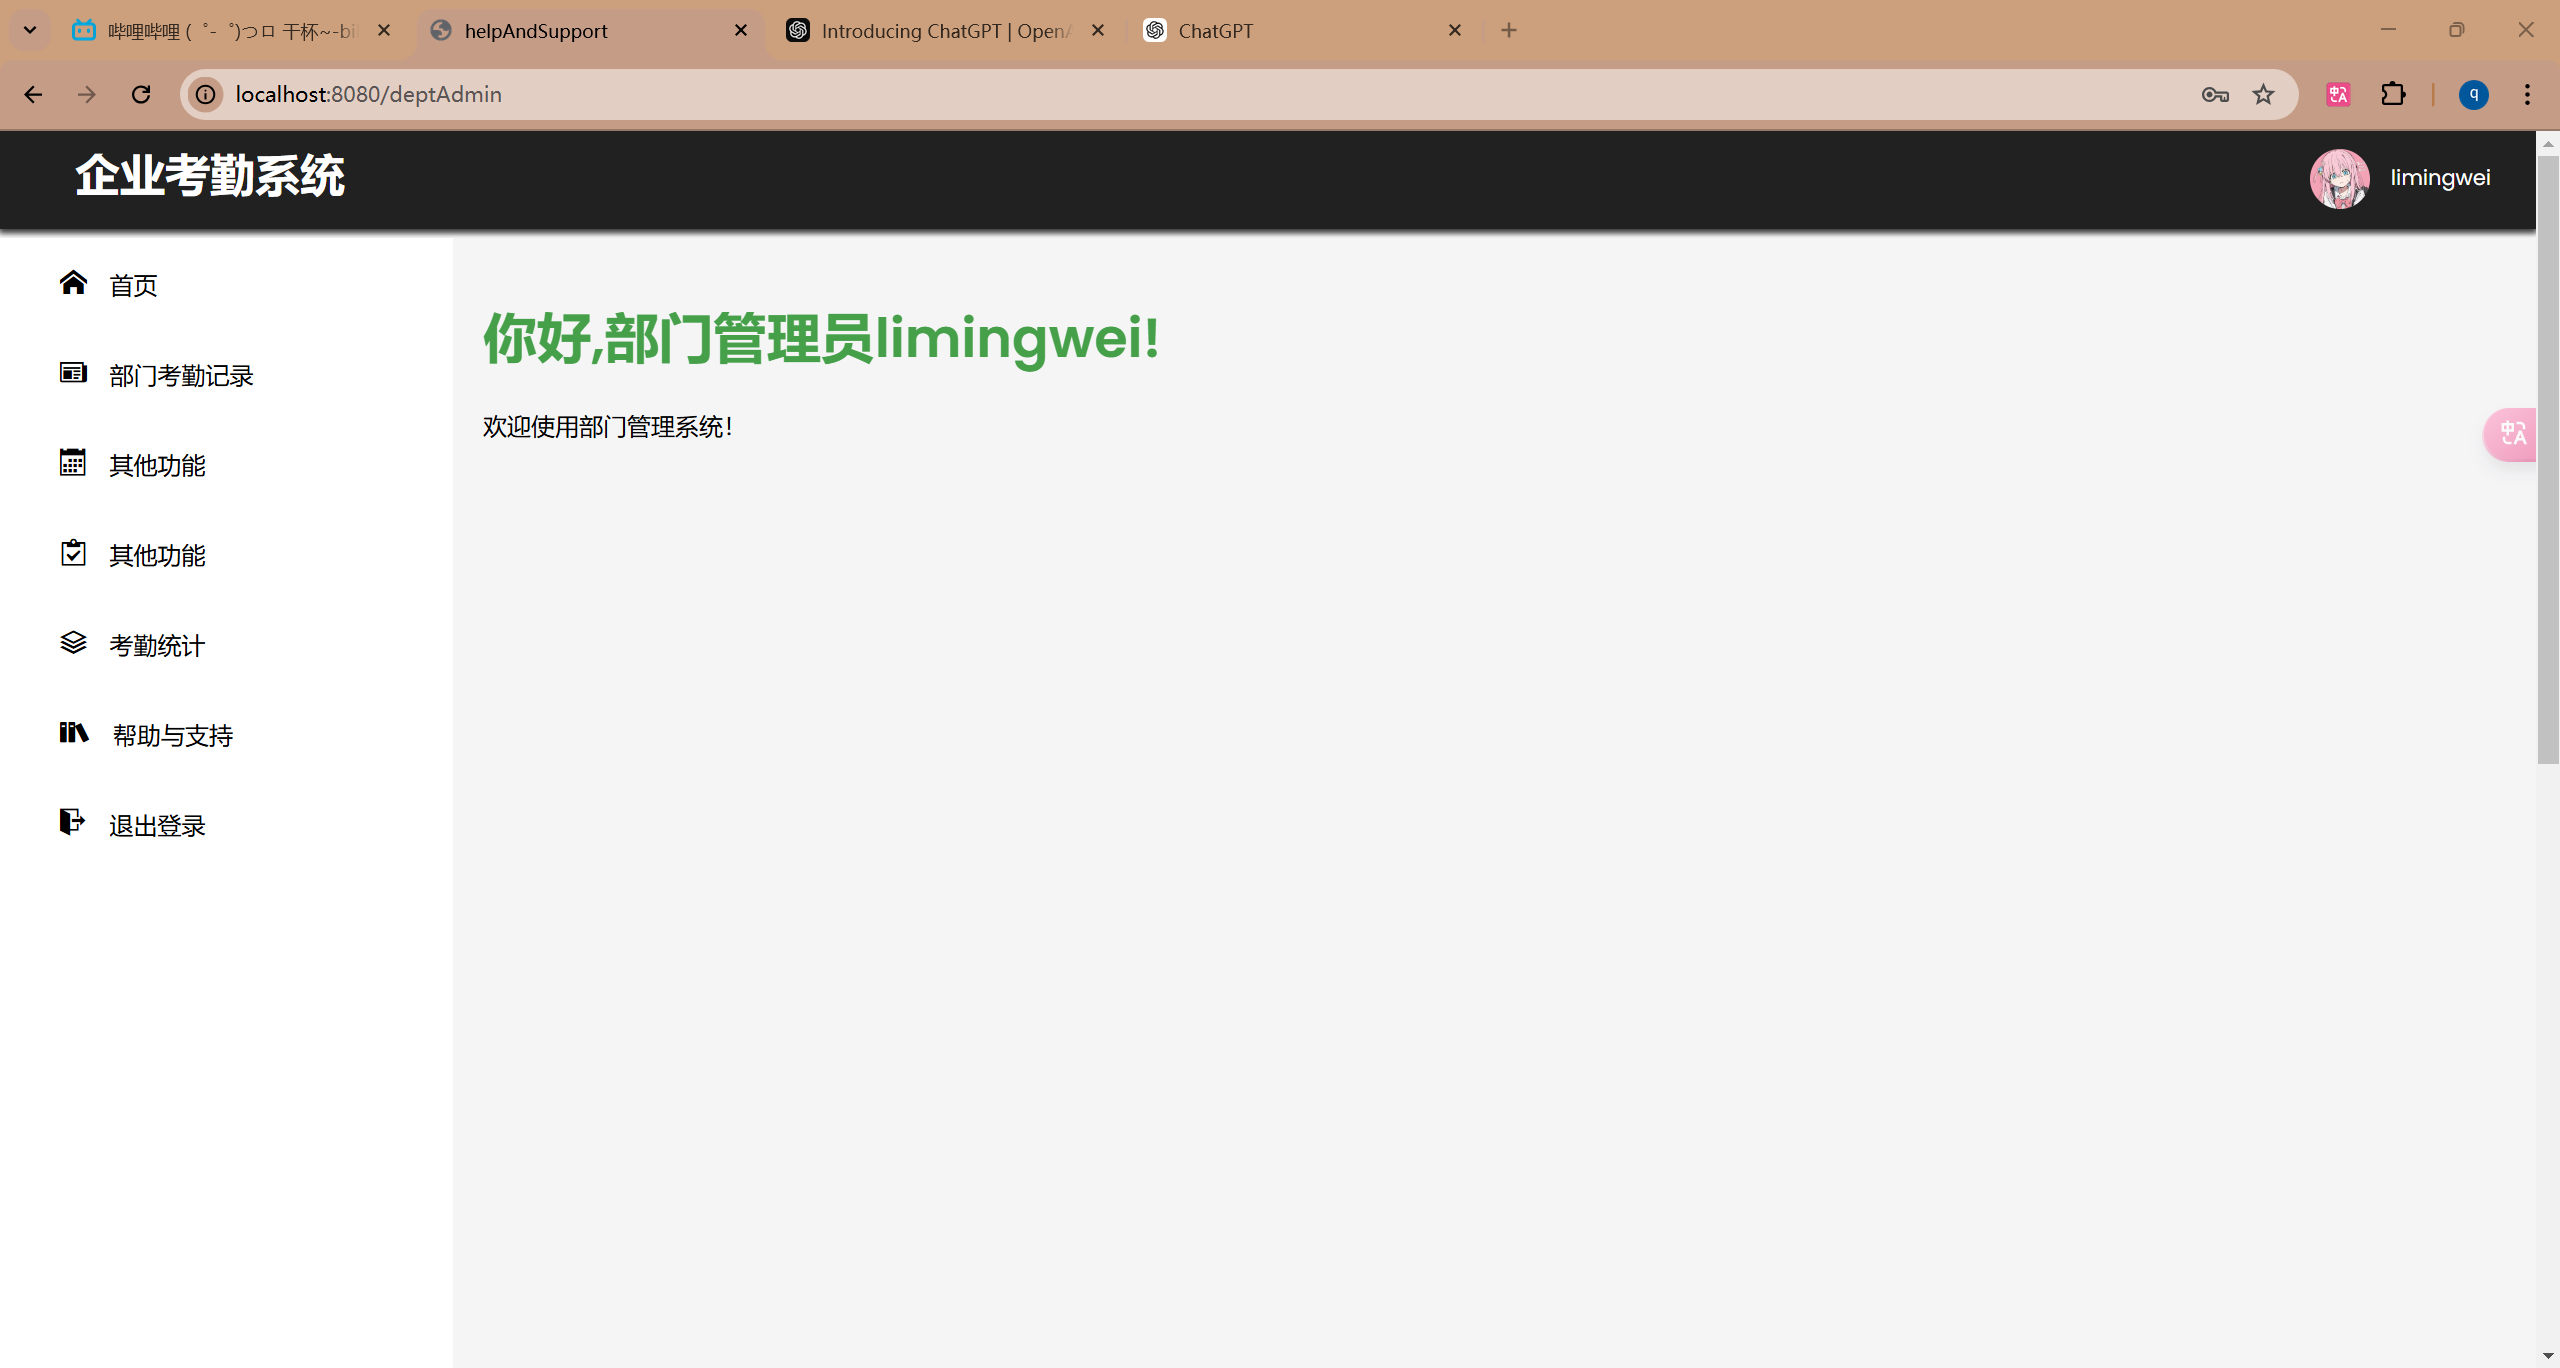 哔哩哔哩 (゜-゜)つロ 干杯~-bi
helpAndSupport
Introducing ChatGPT | Open
ChatGPT
localhost:8080/deptAdmin
q
企业考勤系统
limingwei
首页
部门考勤记录
其他功能
其他功能
考勤统计
帮助与支持
退出登录
你好,部门管理员limingwei!
欢迎使用部门管理系统!
中A
中A